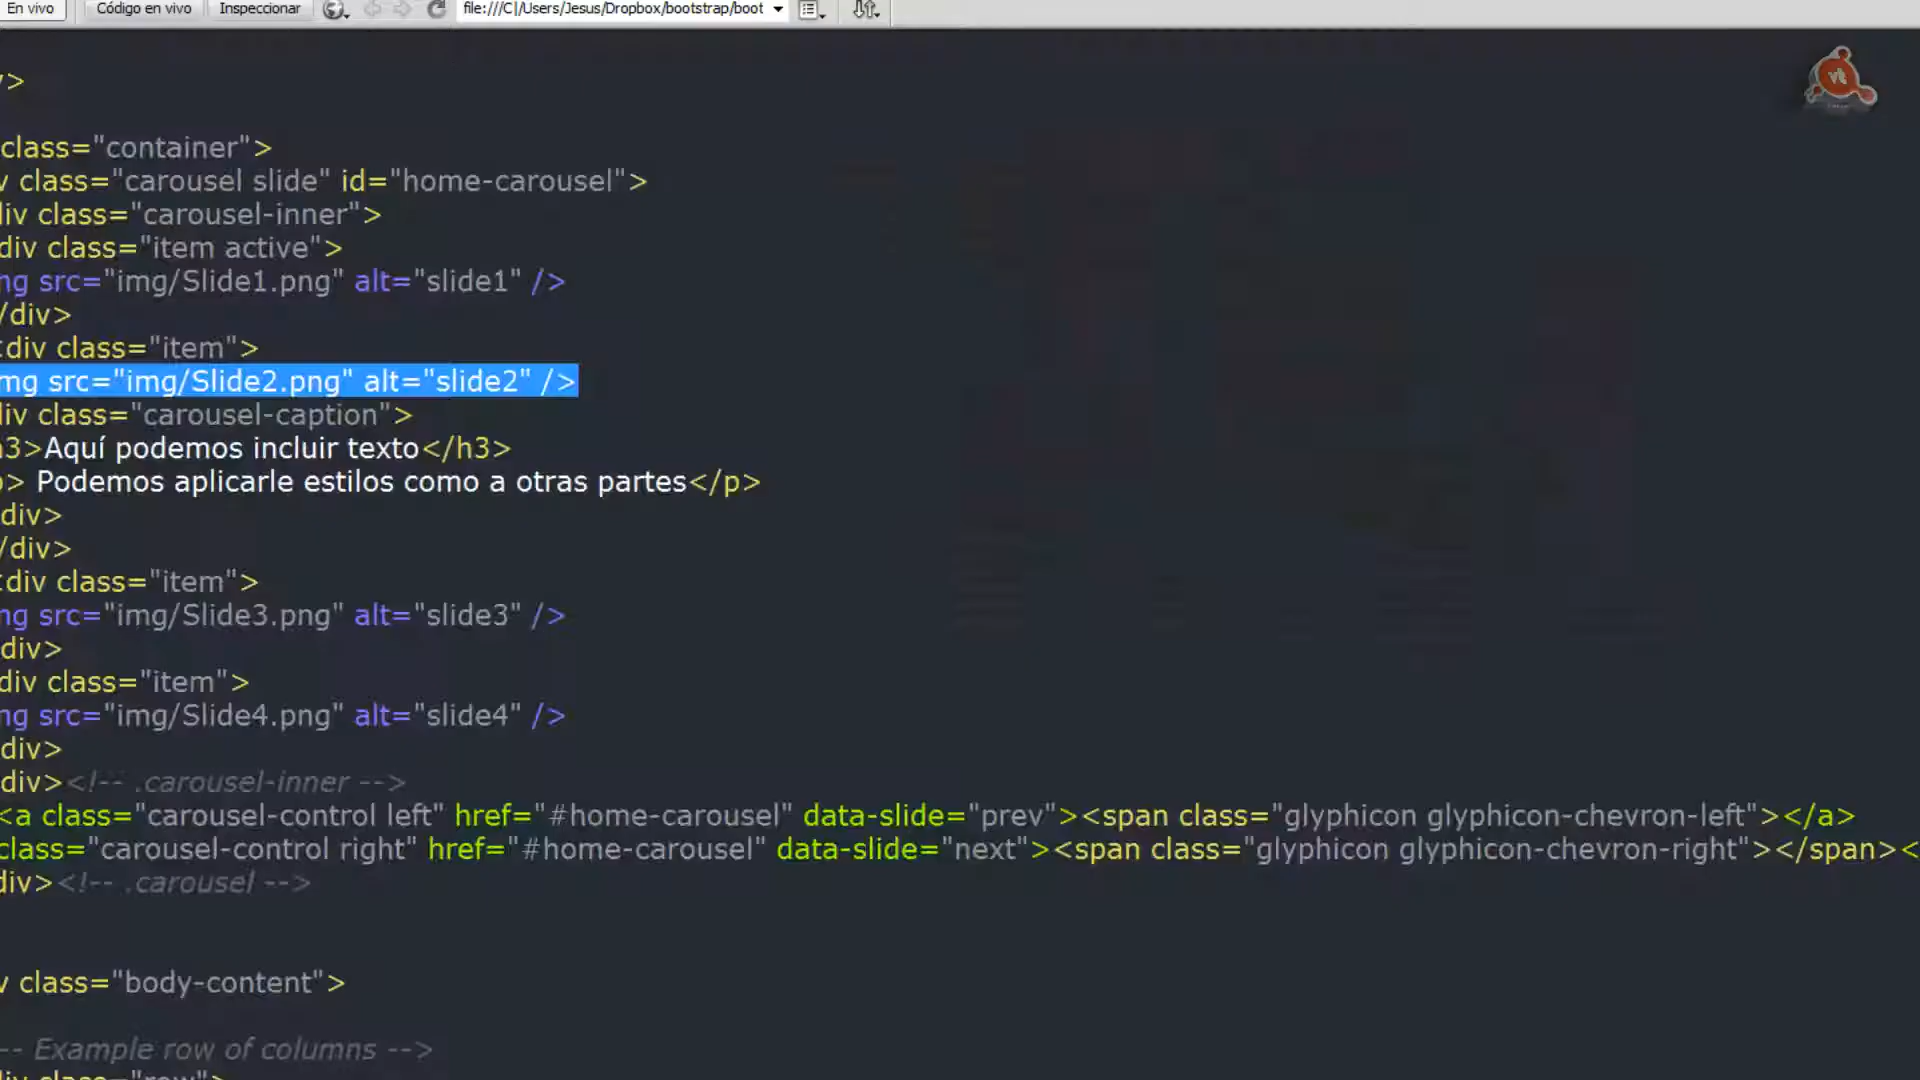 En vivo Código en vivo Inspeccionar file:///C|/Users/Jesus/Dropbox/bootstrap/boot
>
class="container">
class="carousel slide" id="home-carousel">
div class="carousel-inner">
div class="item active">
src="img/Slide1.png" alt="slide1" />
/div>
div class="item">
mg src="img/Slide2.png" alt="slide2" />
div class="carousel-caption">
h3>Aquí podemos incluir texto</h3>
> Podemos aplicarle estilos como a otras partes</p>
div>
/div>
div class="item">
ng src="img/Slide3.png" alt="slide3" />
div>
div class="item">
ng src="img/Slide4.png" alt="slide4" />
div>
div><!-- .carousel-inner -->
<a class="carousel-control left" href="#home-carousel" data-slide="prev"><span class="glyphicon glyphicon-chevron-left"></a>
class="carousel-control right" href="#home-carousel" data-slide="next"><span class="glyphicon glyphicon-chevron-right"></span><
div><!-- .carousel -->
class="body-content">
-- Example row of columns -->
div class="row">